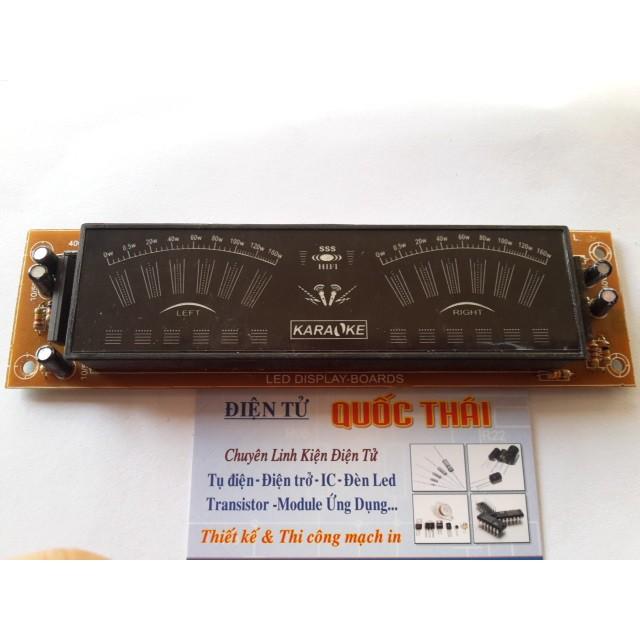 SSS
HIFI
0w 0,5w 20w 40w 60w 80w 100w 120w 160w
0w 0,5w 20w 40w 60w 80w 100w 120w 160w
LEFT
RIGHT
KARAOKE
LED DISPLAY-BOARDS
ĐIỆN TỬ QUỐC THÁI
Chuyên Linh Kiện Điện Tử
Tụ điện - Điện trở - IC - Đèn Led
Transistor - Module Ứng Dụng...
Thiết kế & Thi công mạch in